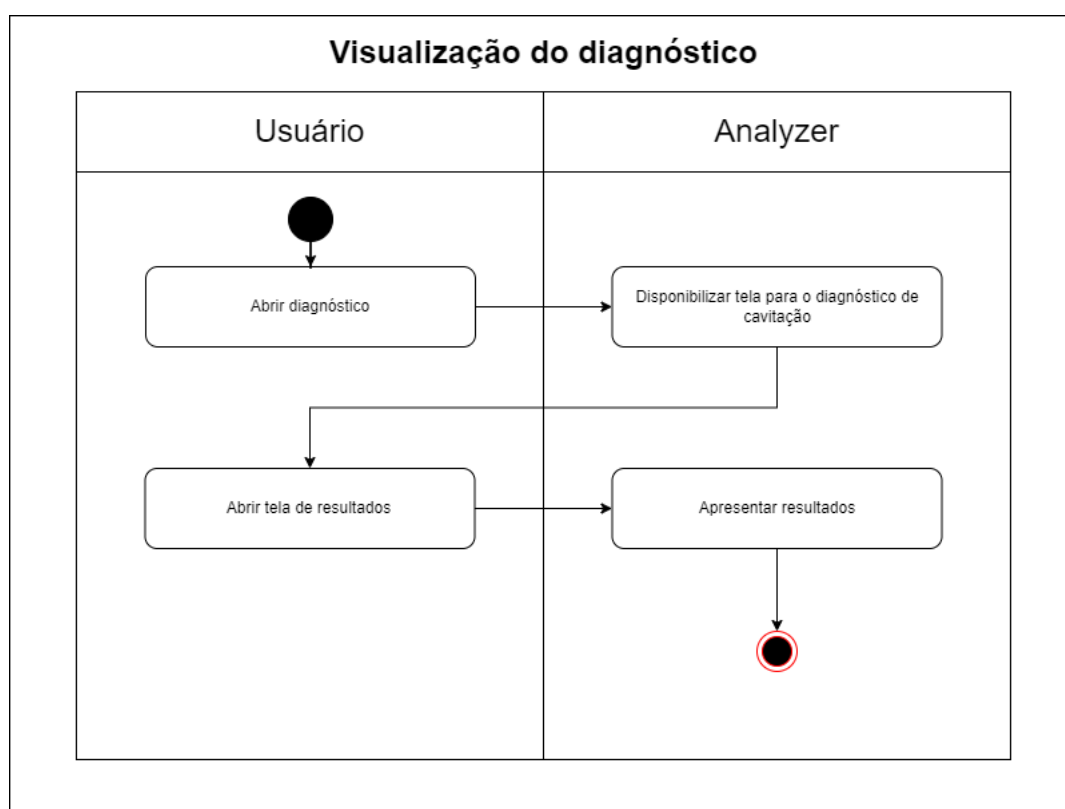 Visualização do diagnóstico
Usuário
Analyzer
Abrir diagnóstico
Disponibilizar tela para o diagnóstico de
cavitação
Abrir tela de resultados
Apresentar resultados